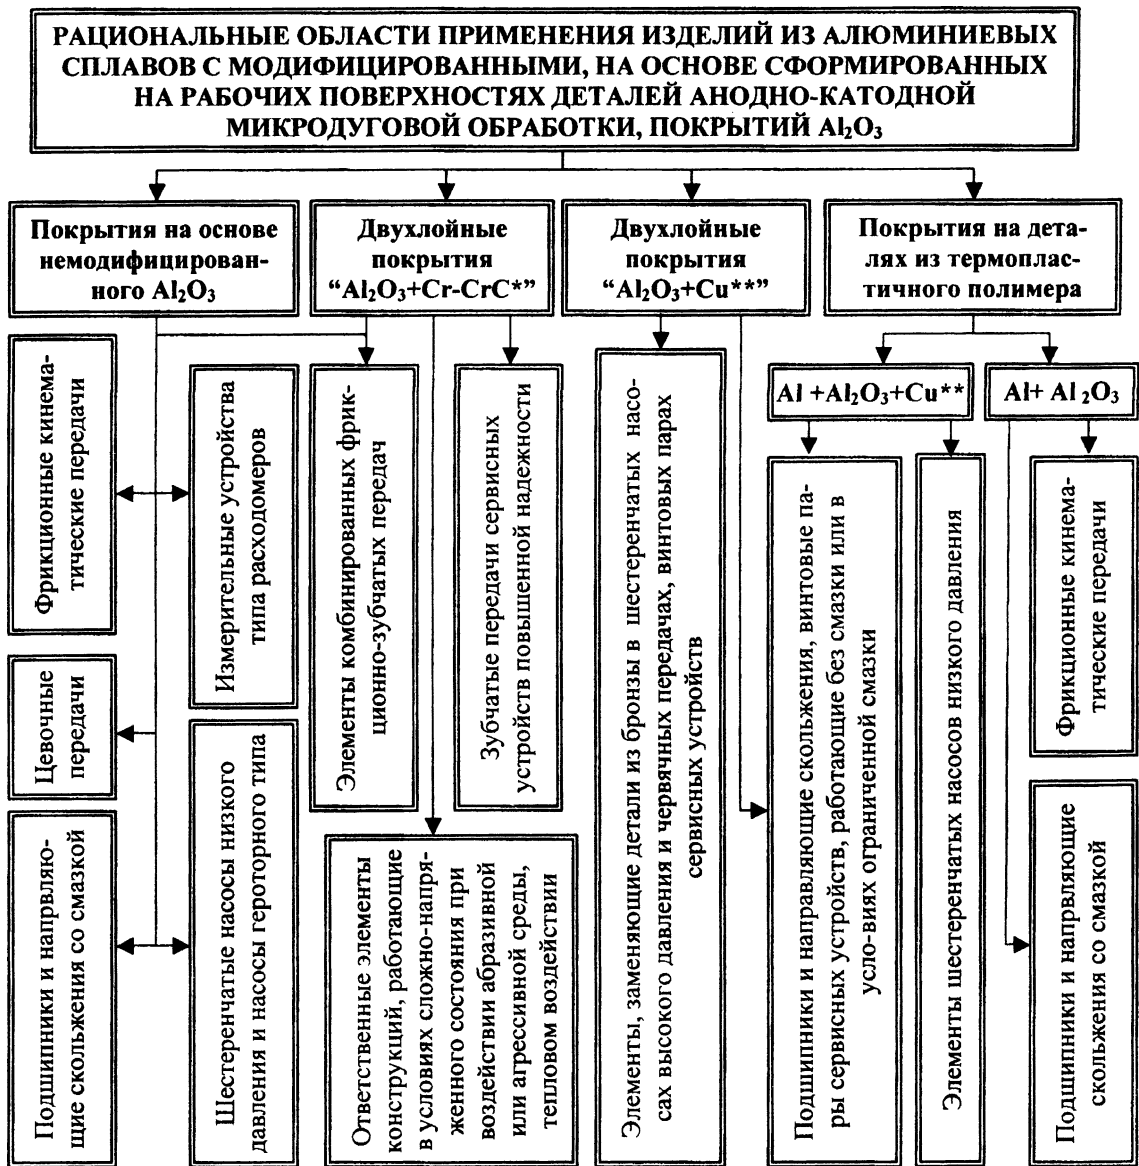 РАЦИОНАЛЬНЫЕ ОБЛАСТИ ПРИМЕНЕНИЯ ИЗДЕЛИЙ ИЗ АЛЮМИНИЕВЫХ
СПЛАВОВ С МОДИФИЦИРОВАННЫМИ, НА ОСНОВЕ СФОРМИРОВАННЫХ
НА РАБОЧИХ ПОВЕРХНОСТЯХ ДЕТАЛЕЙ АНОДНО-КАТОДНОЙ
МИКРОДУГОВОЙ ОБРАБОТКИ, ПОКРЫТИЙ Al₂O₃
Покрытия на основе
немодифицирован-
ного Al₂O₃
Двухлойные
покрытия
“Al₂O₃+Cr-CrC*”
Двухлойные
покрытия
“Al₂O₃+Cu**”
Покрытия на дета-
лях из термоплас-
тичного полимера
Al +Al₂O₃+Cu**
Al+ Al ₂O₃
Фрикционные кинема-
тические передачи
Измерительные устройства
типа расходомеров
Элементы комбинированных фрик-
ционно-зубчатых передач
Зубчатые передачи сервисных
устройств повышенной надежности
Элементы, заменяющие детали из бронзы в шестеренчатых насо-
сах высокого давления и червячных передачах, винтовых парах
сервисных устройств
Подшипники и направляющие скольжения, винтовые па-
ры сервисных устройств, работающие без смазки или в
усло-виях ограниченной смазки
Элементы шестеренчатых насосов низкого давления
Фрикционные кинема-
тические передачи
Цевочные
передачи
Подшипники и напрвляю-
щие скольжения со смазкой
Шестеренчатые насосы низкого
давления и насосы героторного типа
Ответственные элементы
конструкций, работающие
в условиях сложно-напря-
женного состояния при
воздействии абразивной
или агрессивной среды,
тепловом воздействии
Подшипники и напрвляющие
скольжения со смазкой